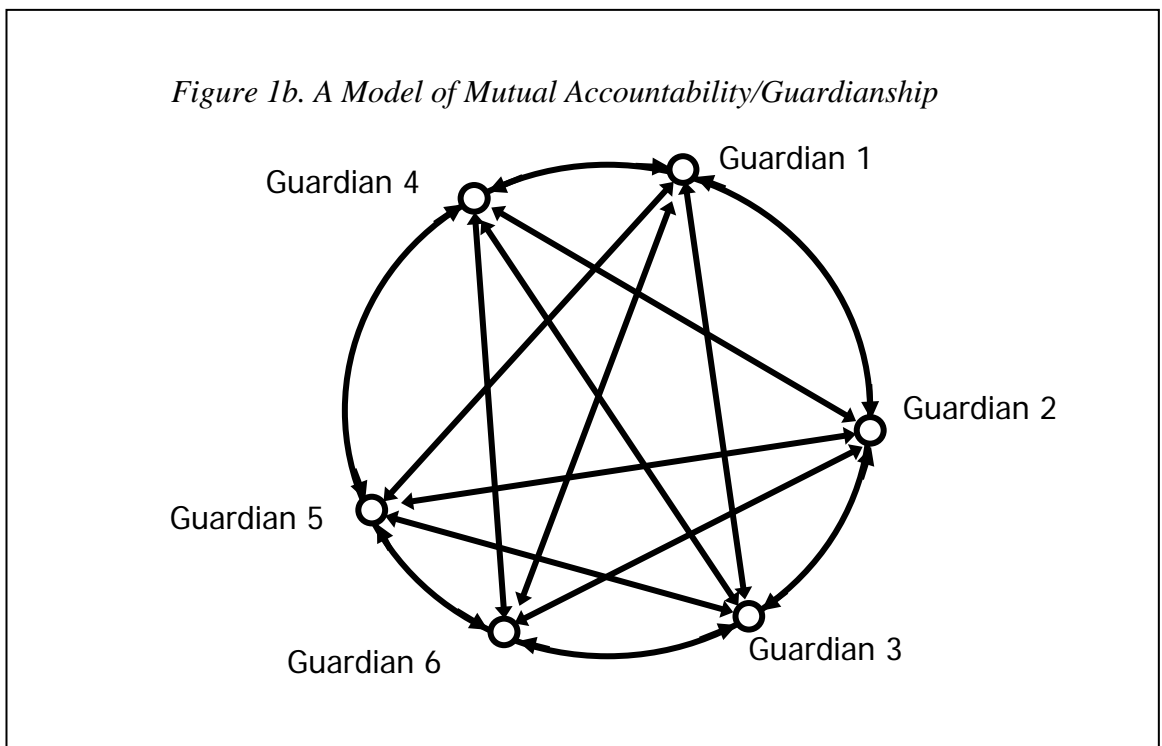 Figure 1b. A Model of Mutual Accountability/Guardianship
Guardian 1
Guardian 4
Guardian 2
Guardian 5
Guardian 3
Guardian 6